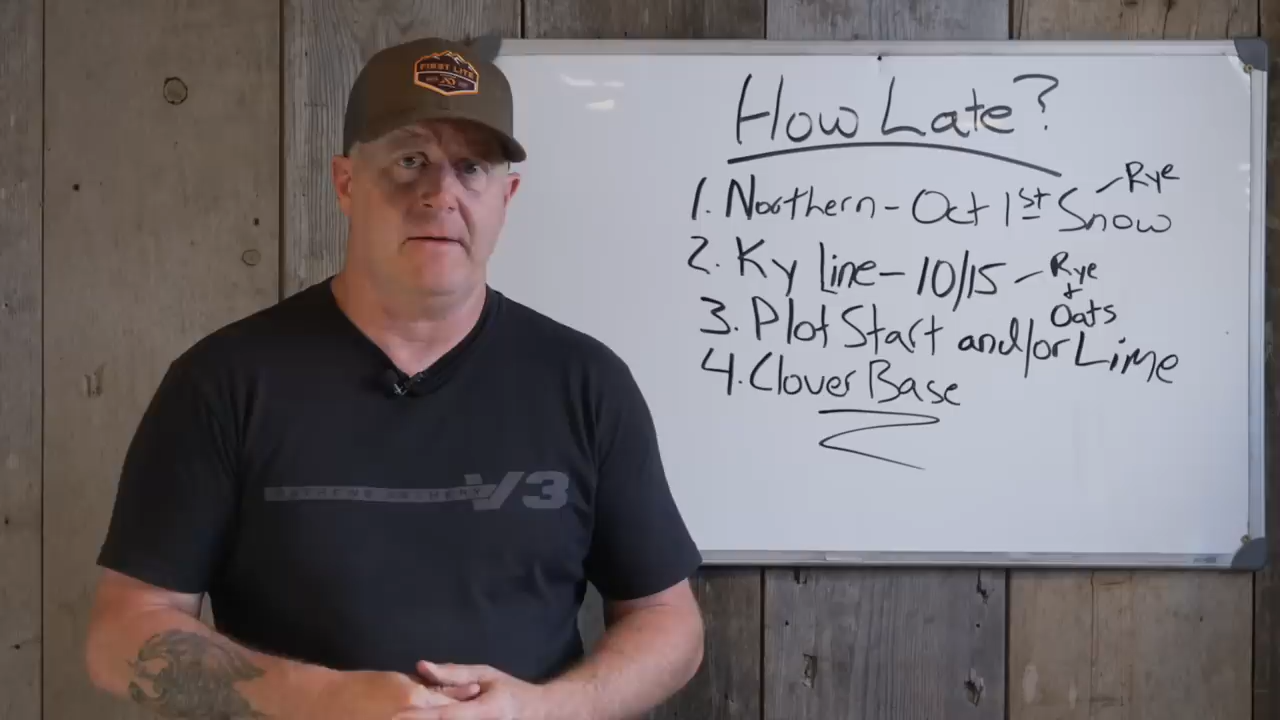 FIRST LITE
How Late?
1. Northern - Oct 1st Snow - Rye
2. Ky Line - 10/15 - Rye + Oats
3. Plot Start and/or Lime
4. Clover Base
V3